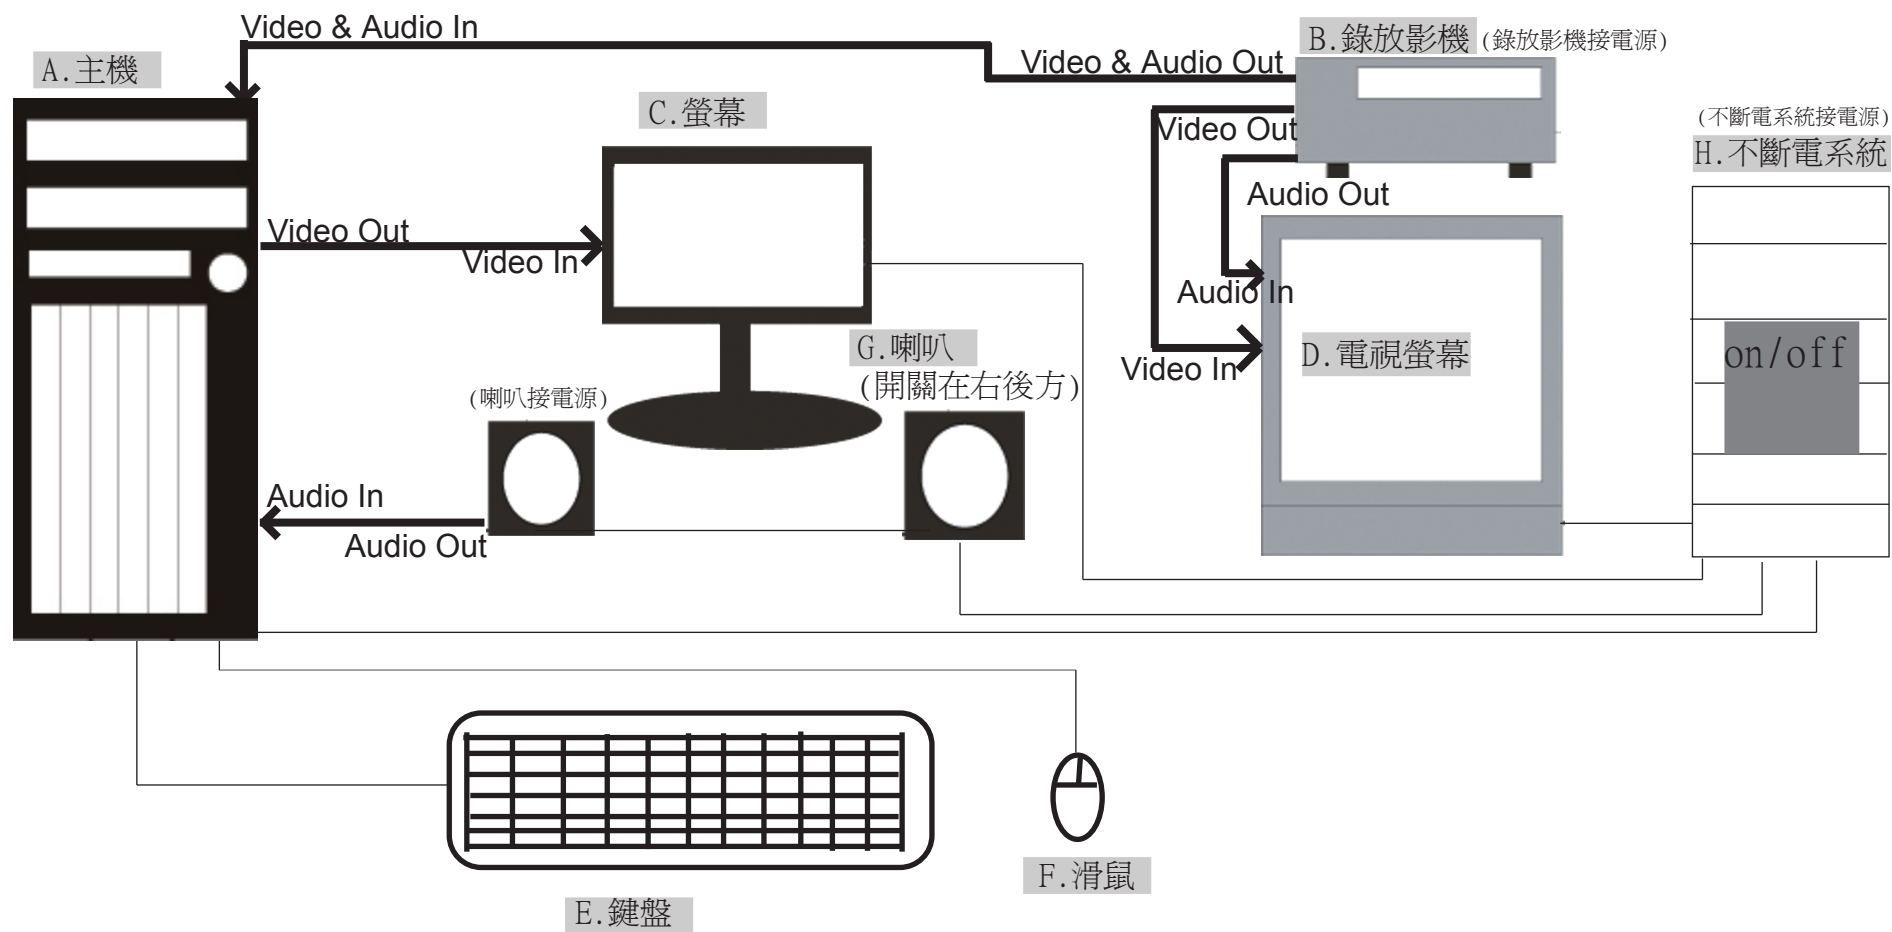 Video & Audio In
B.錄放影機 (錄放影機接電源)
A.主機
Video & Audio Out
C.螢幕
Video Out
(不斷電系統接電源)
H.不斷電系統
Audio Out
Video Out
Video In
Audio In
G.喇叭
(開關在右後方)
Video In
D.電視螢幕
on/off
(喇叭接電源)
Audio In
Audio Out
F.滑鼠
E.鍵盤